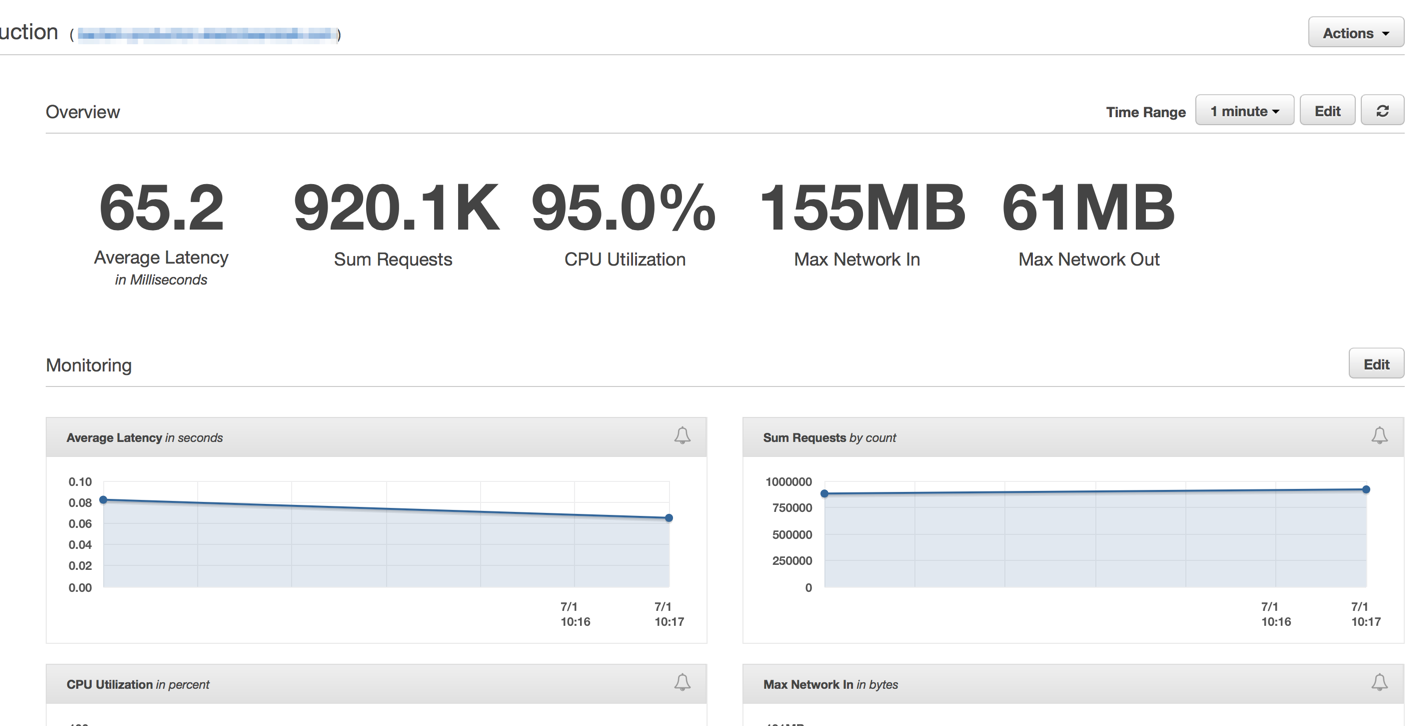 uction ( )
Actions
Overview
Time Range 1 minute Edit
65.2 920.1K 95.0% 155MB 61MB
Average Latency Sum Requests CPU Utilization Max Network In Max Network Out
in Milliseconds
Monitoring Edit
Average Latency in seconds
0.10
0.08
0.06
0.04
0.02
0.00
7/1 7/1
10:16 10:17
Sum Requests by count
1000000
750000
500000
250000
0
7/1 7/1
10:16 10:17
CPU Utilization in percent
Max Network In in bytes